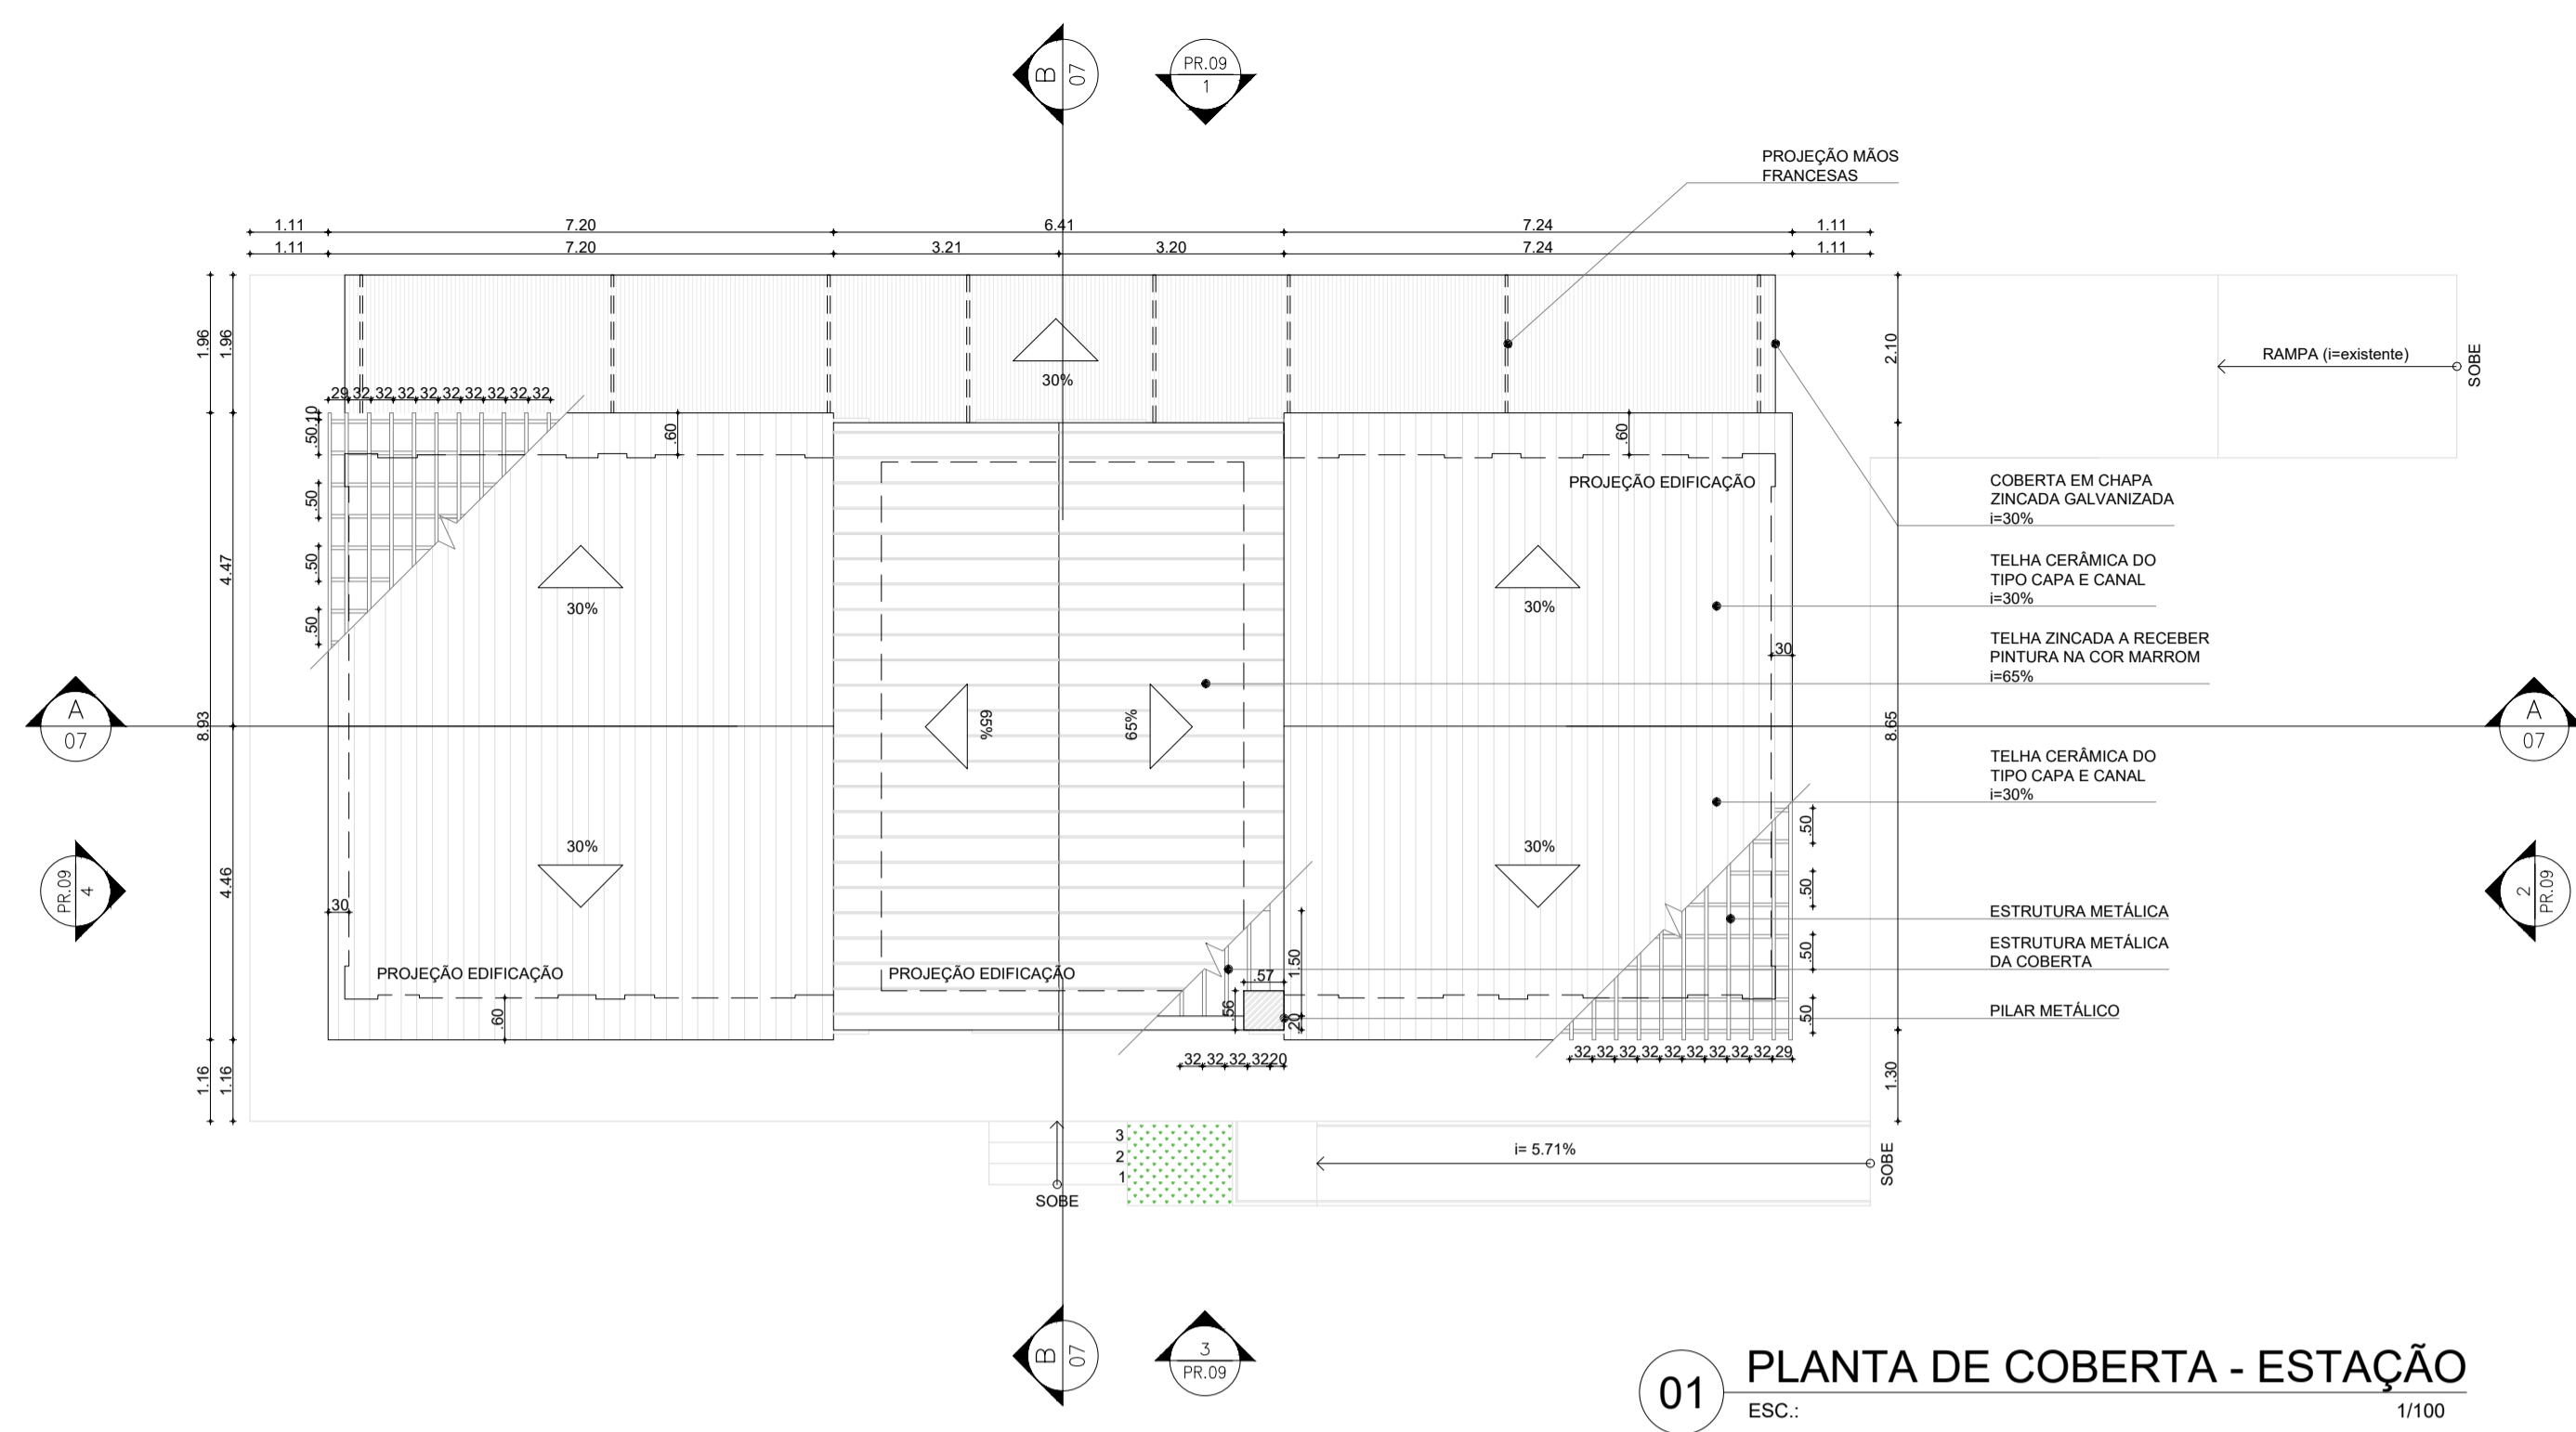 B
07
PR.09
1
PROJEÇÃO MÃOS
FRANCESAS
1.11
7.20
6.41
7.24
1.11
1.11
7.20
3.21
3.20
7.24
1.11
1.96
1.96
2.10
30%
RAMPA (i=existente)
SOBE
.29 .32 .32 .32 .32 .32 .32 .32 .32 .32 .32
.10
.50
.60
.60
PROJEÇÃO EDIFICAÇÃO
COBERTA EM CHAPA
ZINCADA GALVANIZADA
i=30%
.50
.50
.50
4.47
30%
30%
TELHA CERÂMICA DO
TIPO CAPA E CANAL
i=30%
.30
TELHA ZINCADA A RECEBER
PINTURA NA COR MARROM
i=65%
A
07
8.93
65%
65%
8.65
A
07
TELHA CERÂMICA DO
TIPO CAPA E CANAL
i=30%
30%
30%
.50
.50
.50
.50
PR.09
4
4.46
.30
2
PR.09
ESTRUTURA METÁLICA
ESTRUTURA METÁLICA
DA COBERTA
PROJEÇÃO EDIFICAÇÃO
PROJEÇÃO EDIFICAÇÃO
1.50
.57
.56
.20
.60
PILAR METÁLICO
.32 .32 .32 .32 .20
.32 .32 .32 .32 .32 .32 .32 .32 .32 .29
1.16
1.16
1.30
3
2
1
SOBE
i= 5.71%
SOBE
B
07
3
PR.09
01
PLANTA DE COBERTA - ESTAÇÃO
ESC.:
1/100